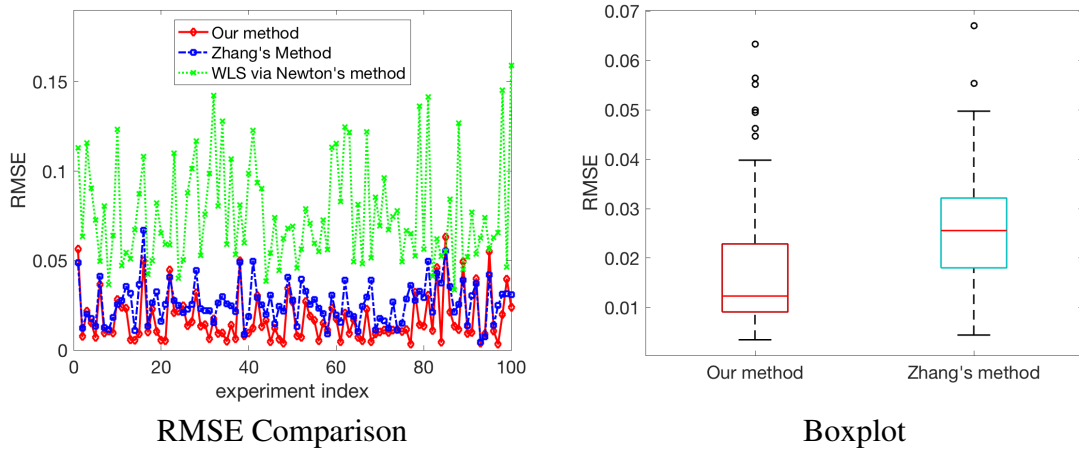 Our method
Zhang's Method
WLS via Newton's method
0.15
0.1
0.05
0
RMSE
0 20 40 60 80 100
experiment index
RMSE Comparison
0.07
0.06
0.05
0.04
0.03
0.02
0.01
RMSE
Our method Zhang's method
Boxplot